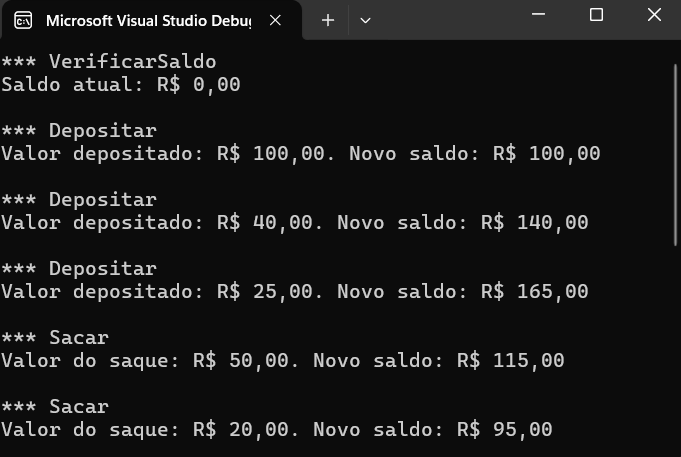 Microsoft Visual Studio Debug
*** VerificarSaldo
Saldo atual: R$ 0,00
*** Depositar
Valor depositado: R$ 100,00. Novo saldo: R$ 100,00
*** Depositar
Valor depositado: R$ 40,00. Novo saldo: R$ 140,00
*** Depositar
Valor depositado: R$ 25,00. Novo saldo: R$ 165,00
*** Sacar
Valor do saque: R$ 50,00. Novo saldo: R$ 115,00
*** Sacar
Valor do saque: R$ 20,00. Novo saldo: R$ 95,00